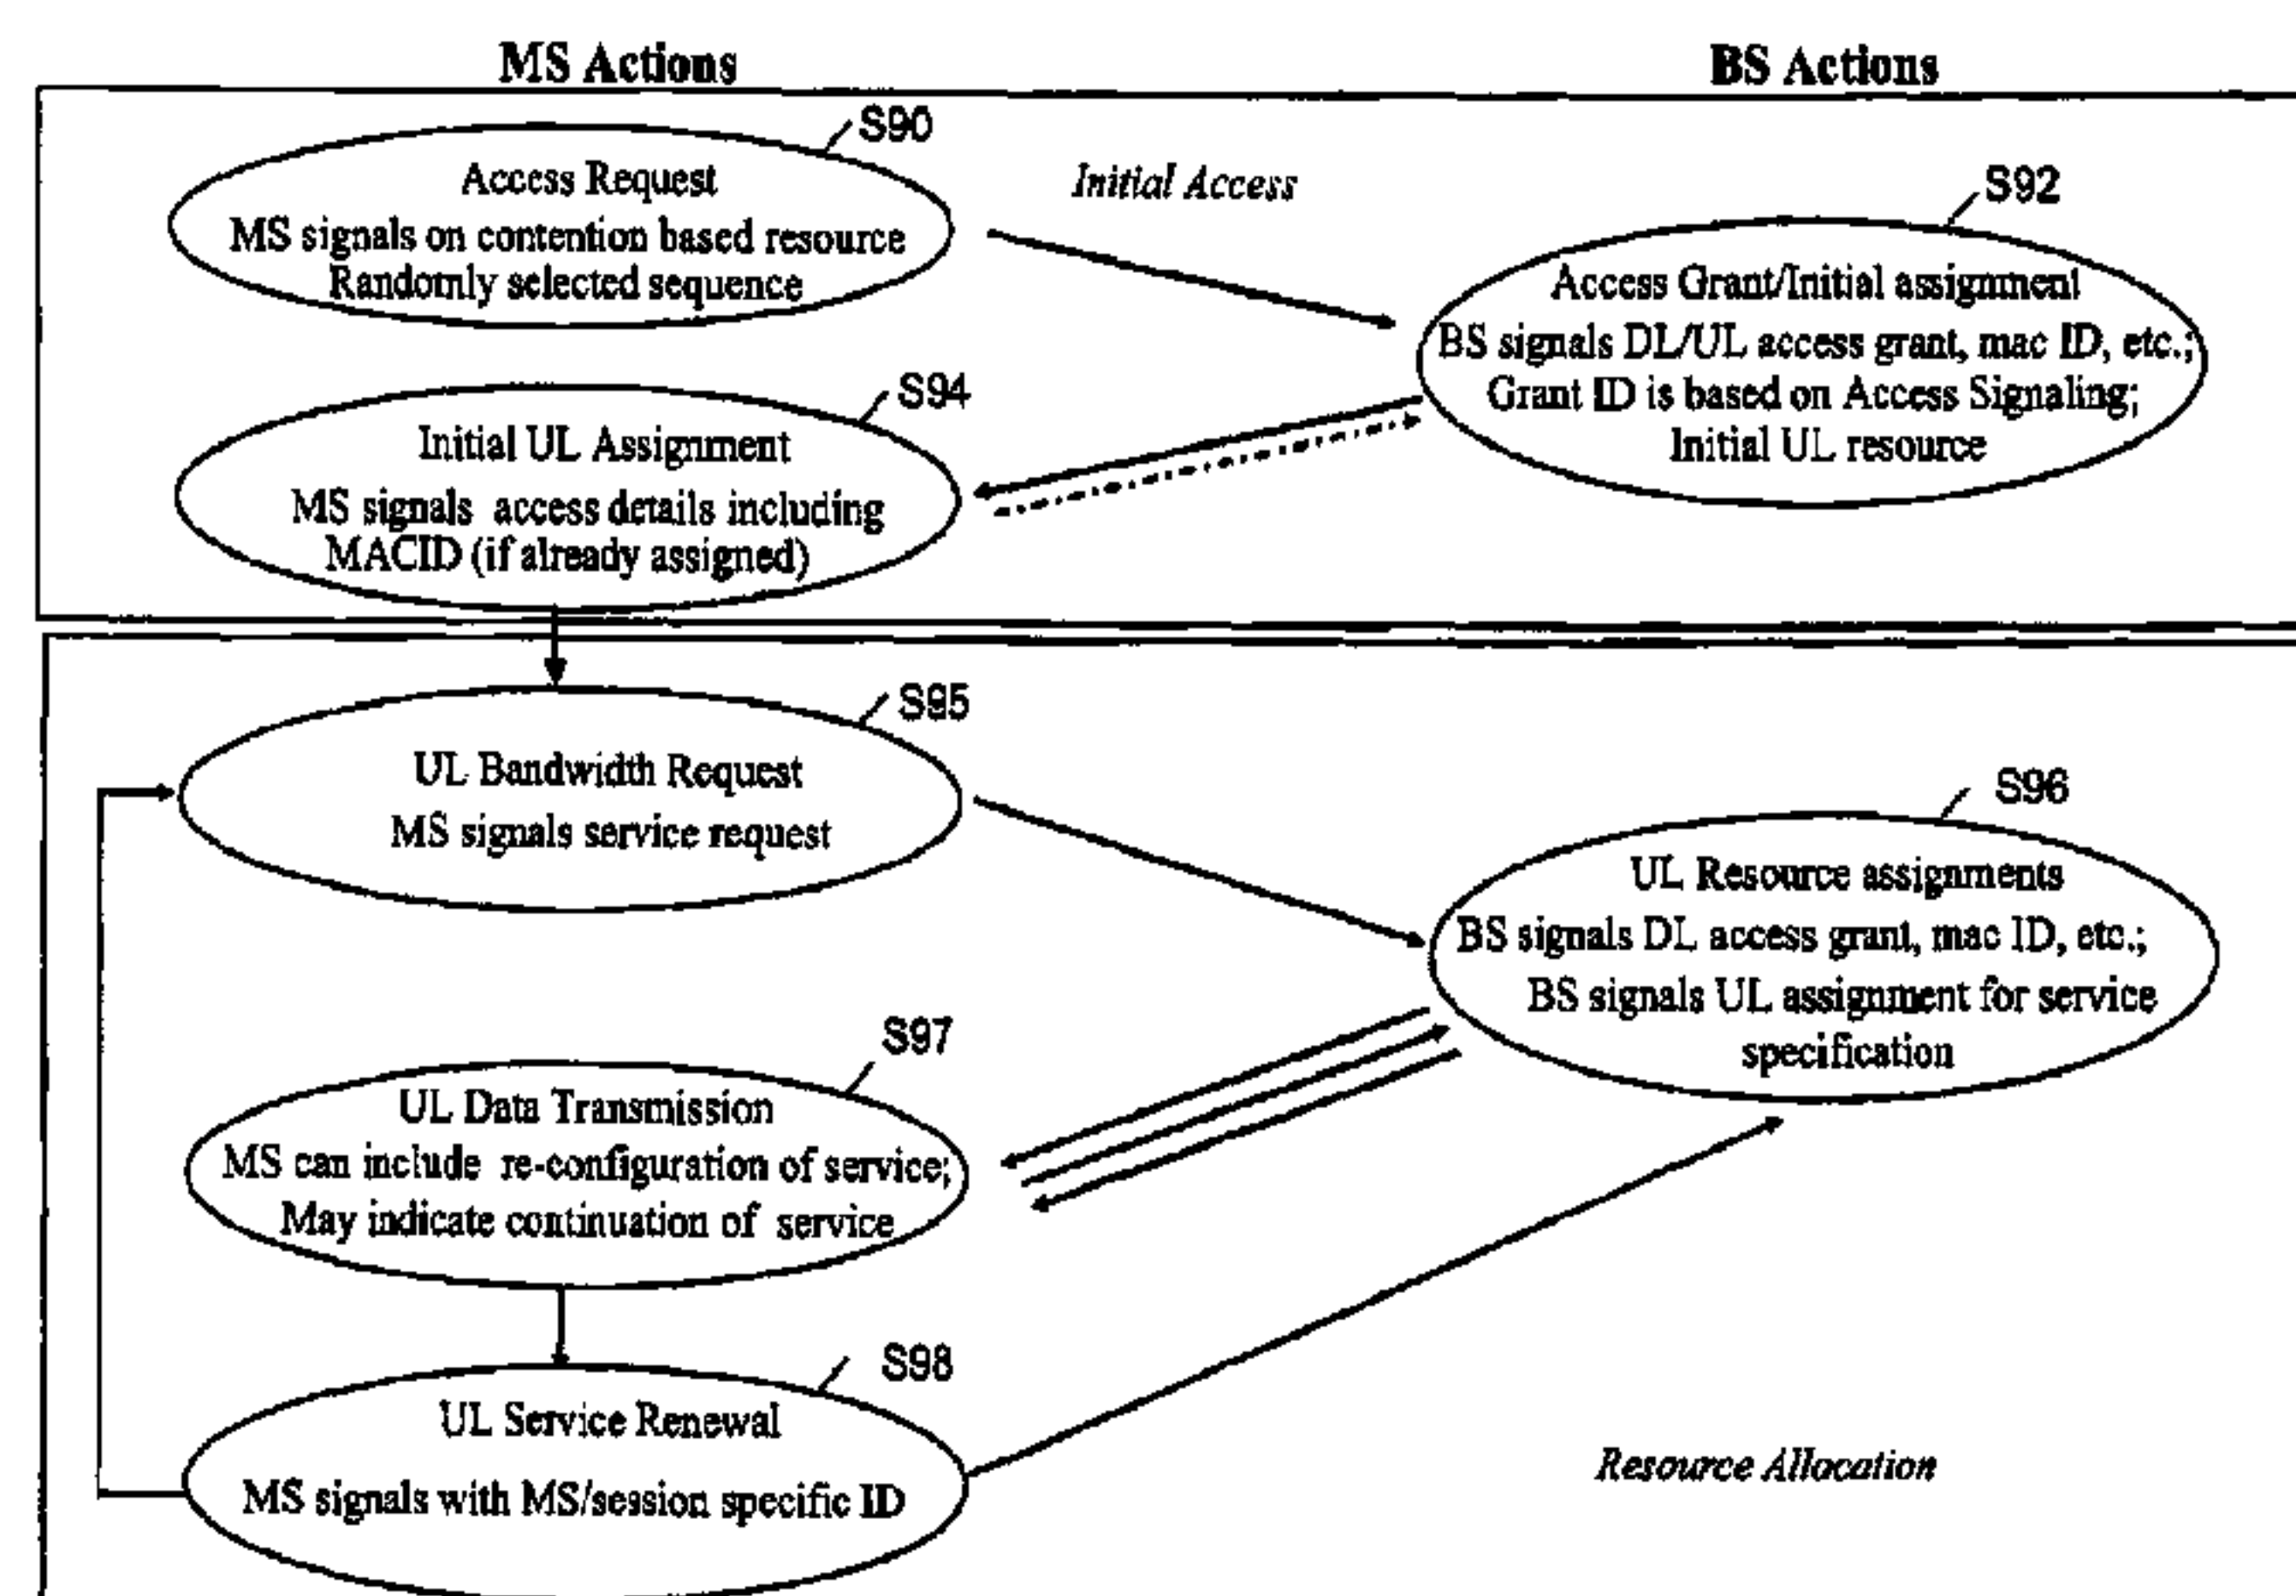 MS Actions
BS Actions
S90
Access Request
MS signals on contention based resource
Randomly selected sequence
Initial Access
S92
Access Grant/Initial assignment
BS signals DL/UL access grant, mac ID, etc.;
Grant ID is based on Access Signaling;
Initial UL resource
S94
Initial UL Assignment
MS signals access details including
MACID (if already assigned)
S95
UL Bandwidth Request
MS signals service request
S96
UL Resource assignments
BS signals DL access grant, mac ID, etc.;
BS signals UL assignment for service
specification
S97
UL Data Transmission
MS can include re-configuration of service;
May indicate continuation of service
S98
UL Service Renewal
MS signals with MS/session specific ID
Resource Allocation